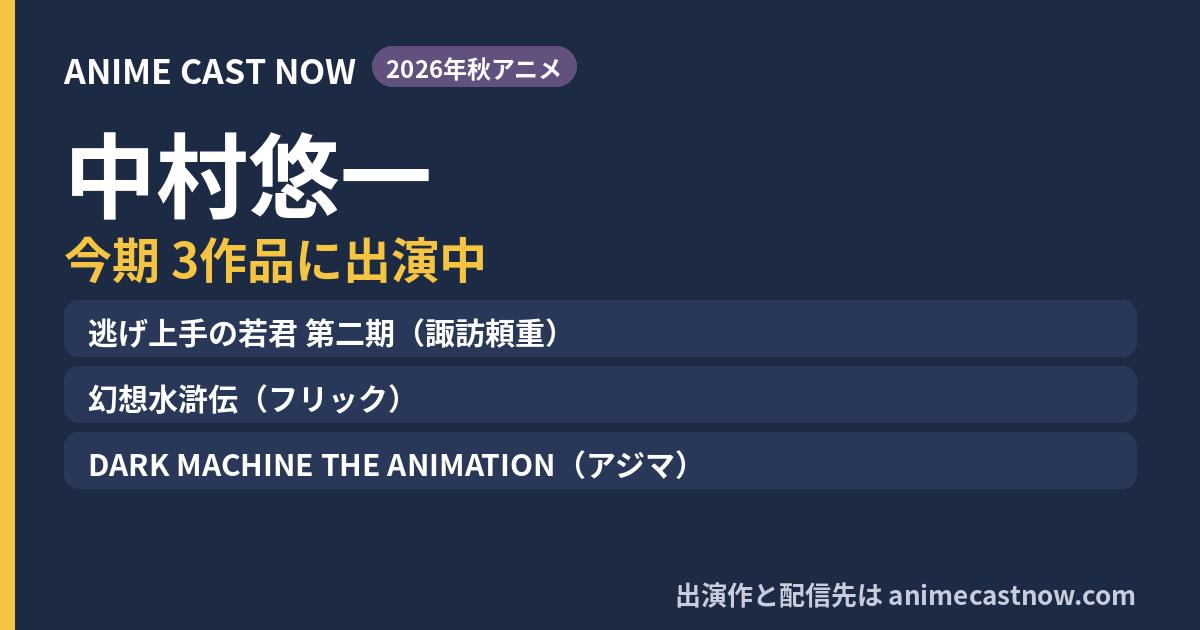 ANIME CAST NOW 2026年秋アニメ
中村悠一
今期 3作品に出演中
逃げ上手の若君 第二期（諏訪頼重）
幻想水滸伝（フリック）
DARK MACHINE THE ANIMATION（アジマ）
出演作と配信先は animecastnow.com